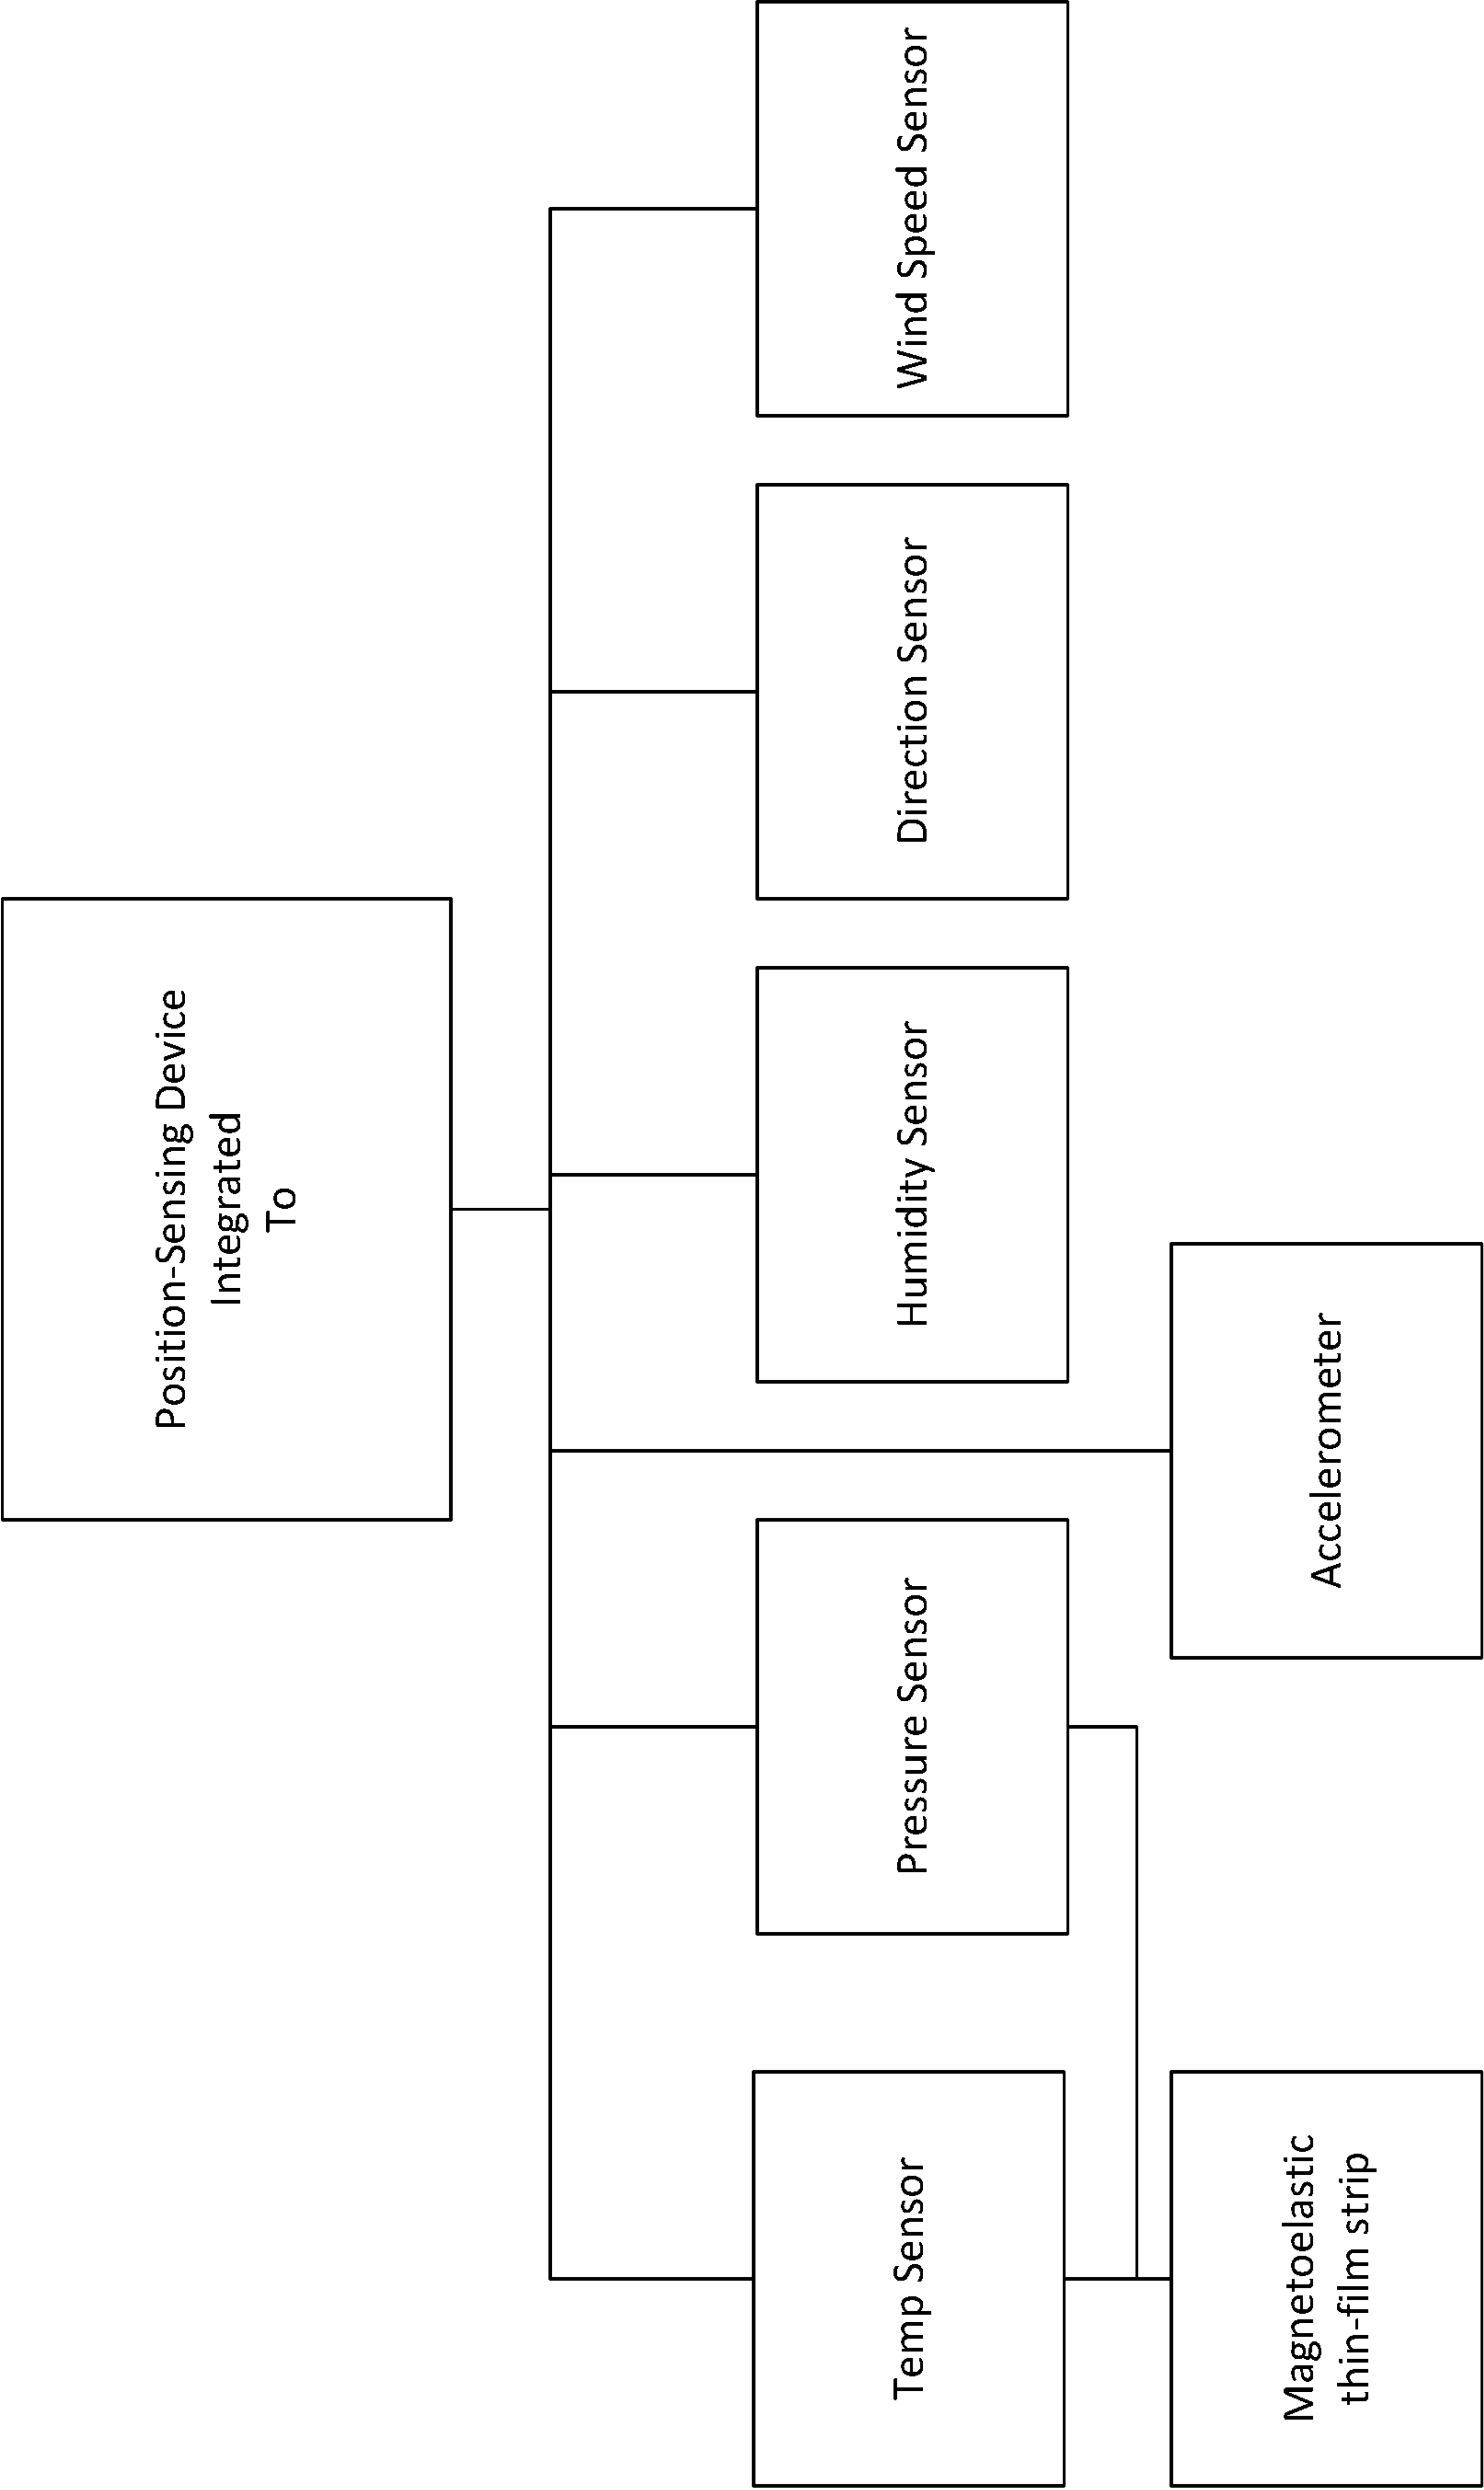 Position-Sensing Device
Integrated
To
Temp Sensor
Pressure Sensor
Humidity Sensor
Direction Sensor
Wind Speed Sensor
Magnetoelastic
thin-film strip
Accelerometer